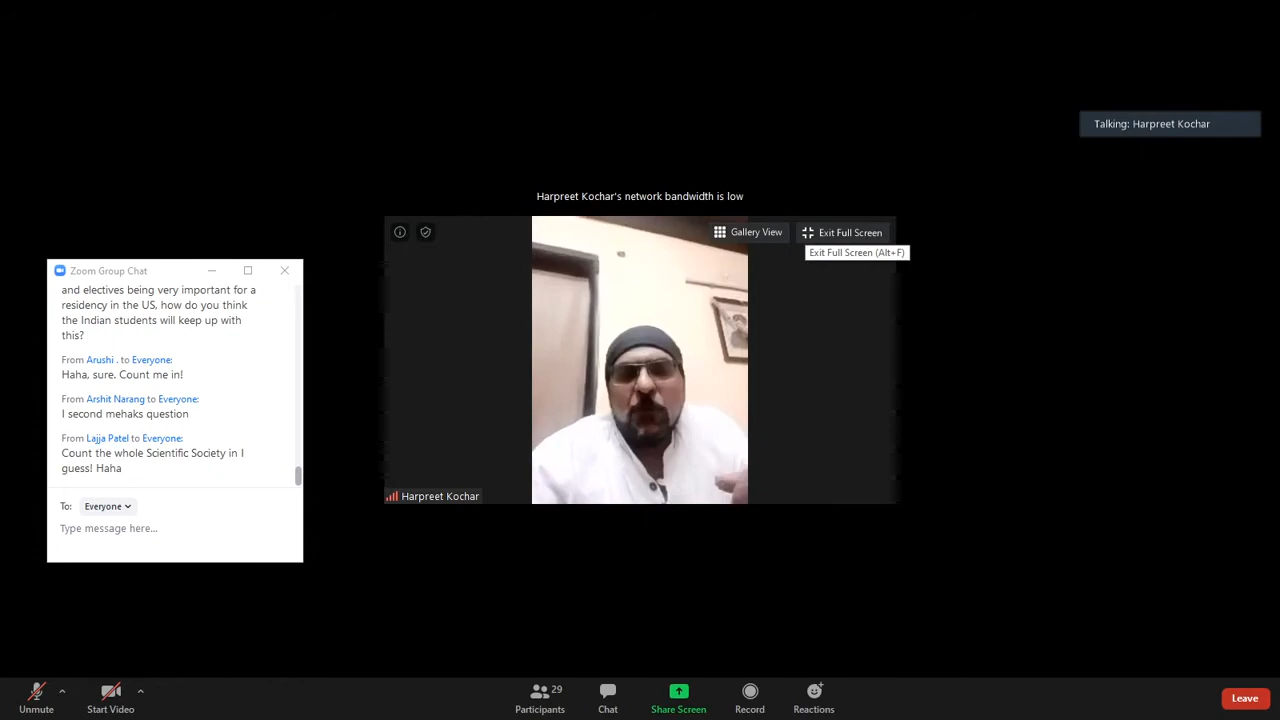 Talking: Harpreet Kochar
Harpreet Kochar's network bandwidth is low
Gallery View
Exit Full Screen
Exit Full Screen (Alt+F)
Zoom Group Chat
and electives being very important for a
residency in the US, how do you think
the Indian students will keep up with
this?
From Arushi . to Everyone:
Haha, sure. Count me in!
From Arshit Narang to Everyone:
I second mehaks question
From Lajja Patel to Everyone:
Count the whole Scientific Society in I
guess! Haha
To: Everyone
Type message here...
Harpreet Kochar
Unmute
Start Video
29
Participants
Chat
Share Screen
Record
Reactions
Leave